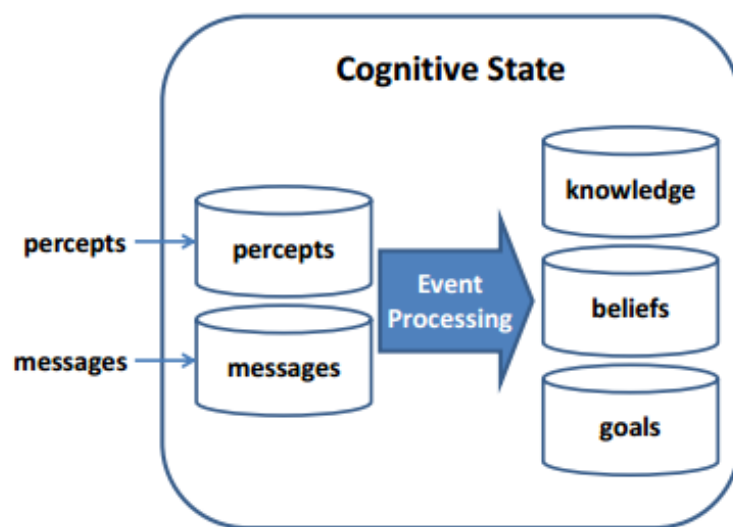 Cognitive State
percepts
messages
percepts
messages
Event
Processing
knowledge
beliefs
goals